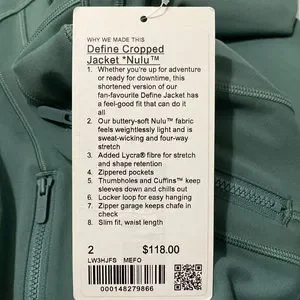 WHY WE MADE THIS
Define Cropped
Jacket *Nulu™
1. Whether you're up for adventure
or ready for downtime, this
shortened version of our
fan-favourite Define Jacket has
a feel-good fit that can do it
all
2. Our buttery-soft Nulu™ fabric
feels weightlessly light and is
sweat-wicking and four-way
stretch
3. Added Lycra® fibre for stretch
and shape retention
4. Zippered pockets
5. Thumbholes and Cuffins™ keep
sleeves down and chills out
6. Locker loop for easy hanging
7. Zipper garage keeps chafe in
check
8. Slim fit, waist length
2 $118.00
LW3HJFS MEFO
000148279866